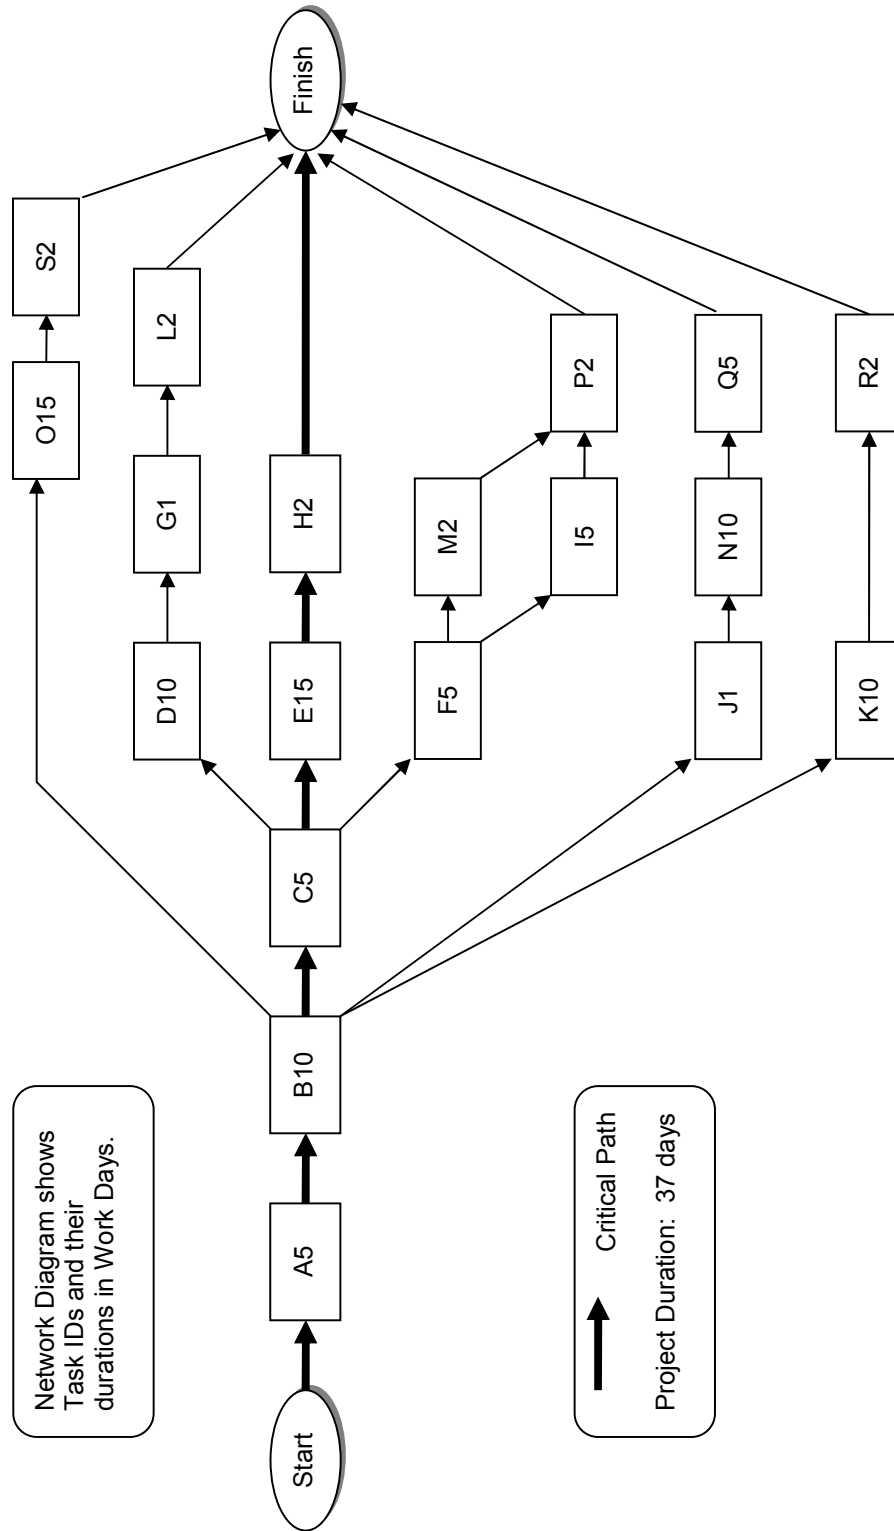 Network Diagram shows
Task IDs and their
durations in Work Days.
Start
A5
B10
C5
O15
S2
D10
G1
L2
E15
H2
Finish
F5
M2
I5
P2
J1
N10
Q5
K10
R2
Critical Path
Project Duration: 37 days